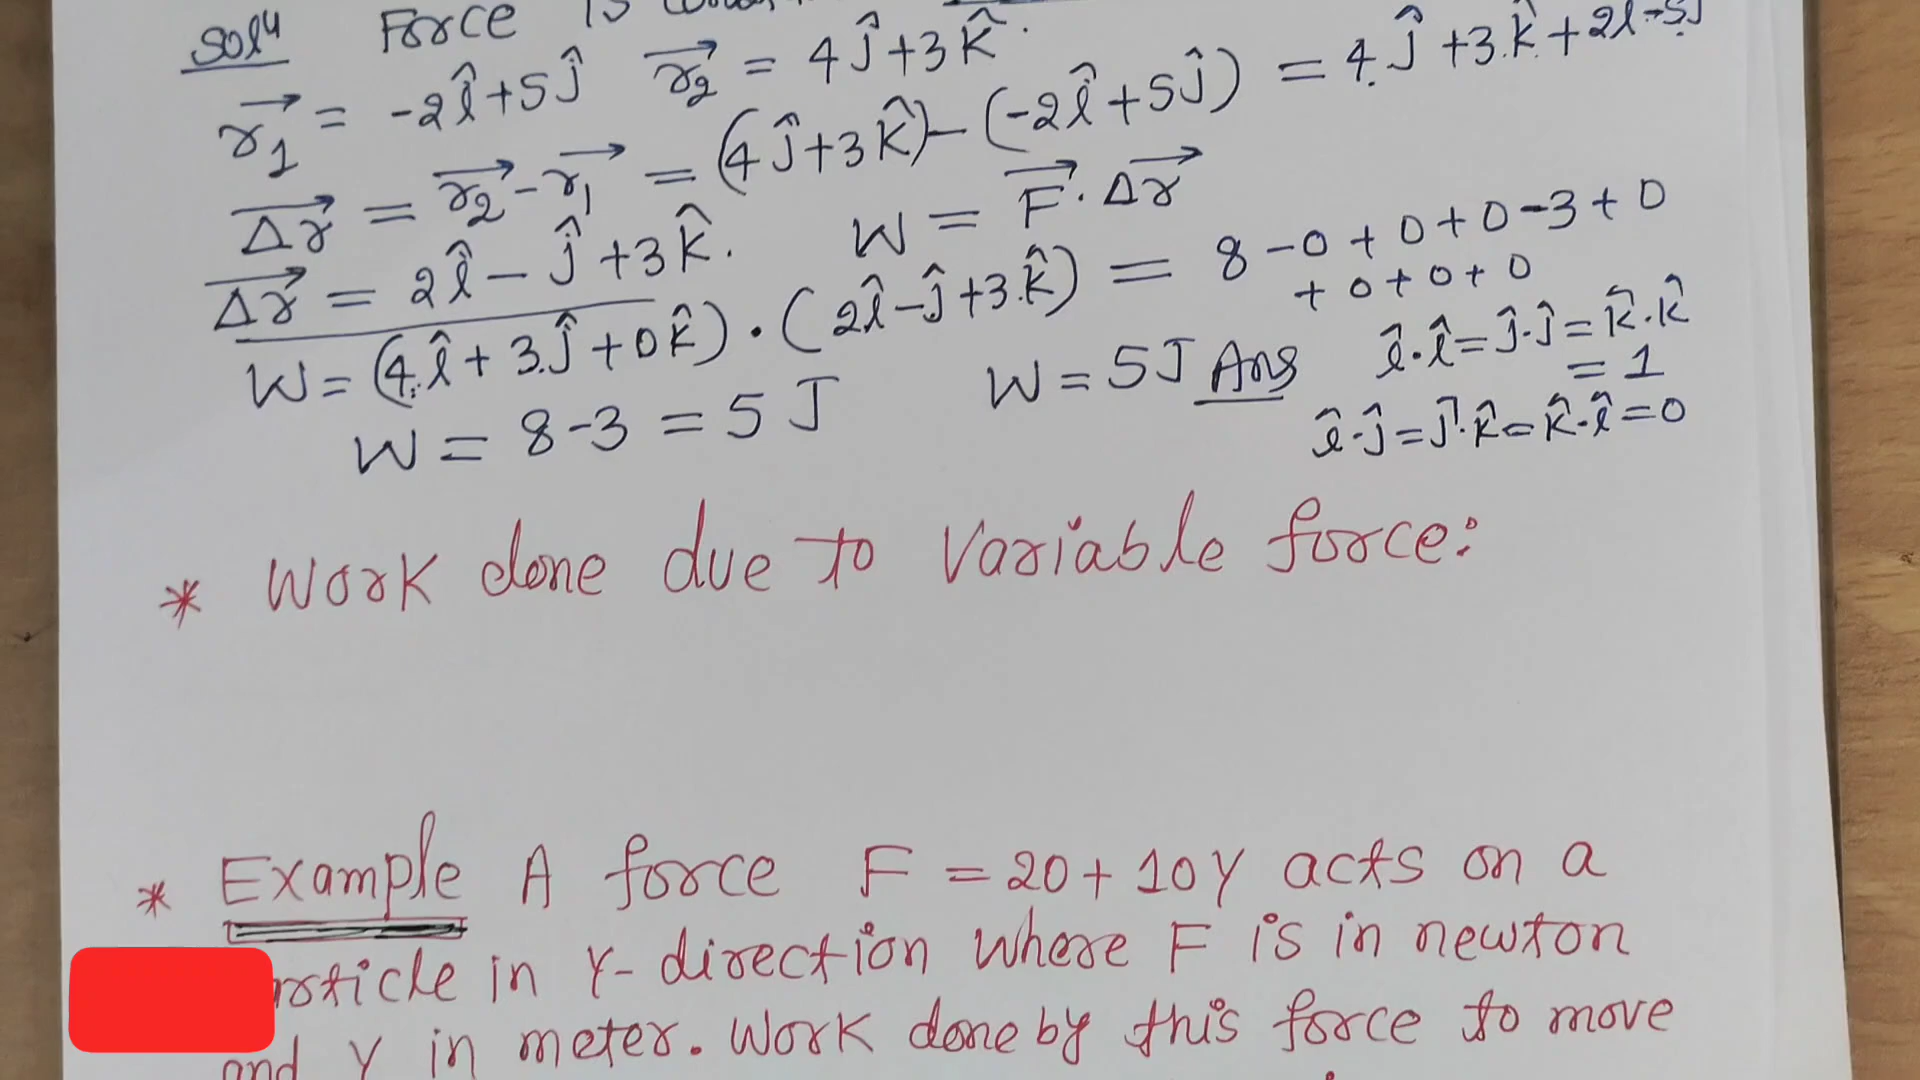 Solⁿ Force is
r₁⃗ = -2î+5ĵ r₂⃗ = 4ĵ+3k̂.
Δr⃗ = r₂⃗ - r₁⃗ = (4ĵ+3k̂) - (-2î+5ĵ) = 4ĵ+3k̂+2î-5ĵ
Δr⃗ = 2î - ĵ + 3k̂. W = F⃗.Δr⃗
W = (4î + 3ĵ + 0k̂) · (2î-ĵ+3k̂) = 8-0+0+0-3+0
+0+0+0
W = 8-3 = 5 J W = 5J Ans
î·î=ĵ·ĵ=k̂·k̂
= 1
î·ĵ=ĵ·k̂=k̂·î=0
* Work done due to Variable force:
* Example A force F = 20 + 10Y acts on a
article in Y-direction where F is in newton
and Y in meter. Work done by this force to move